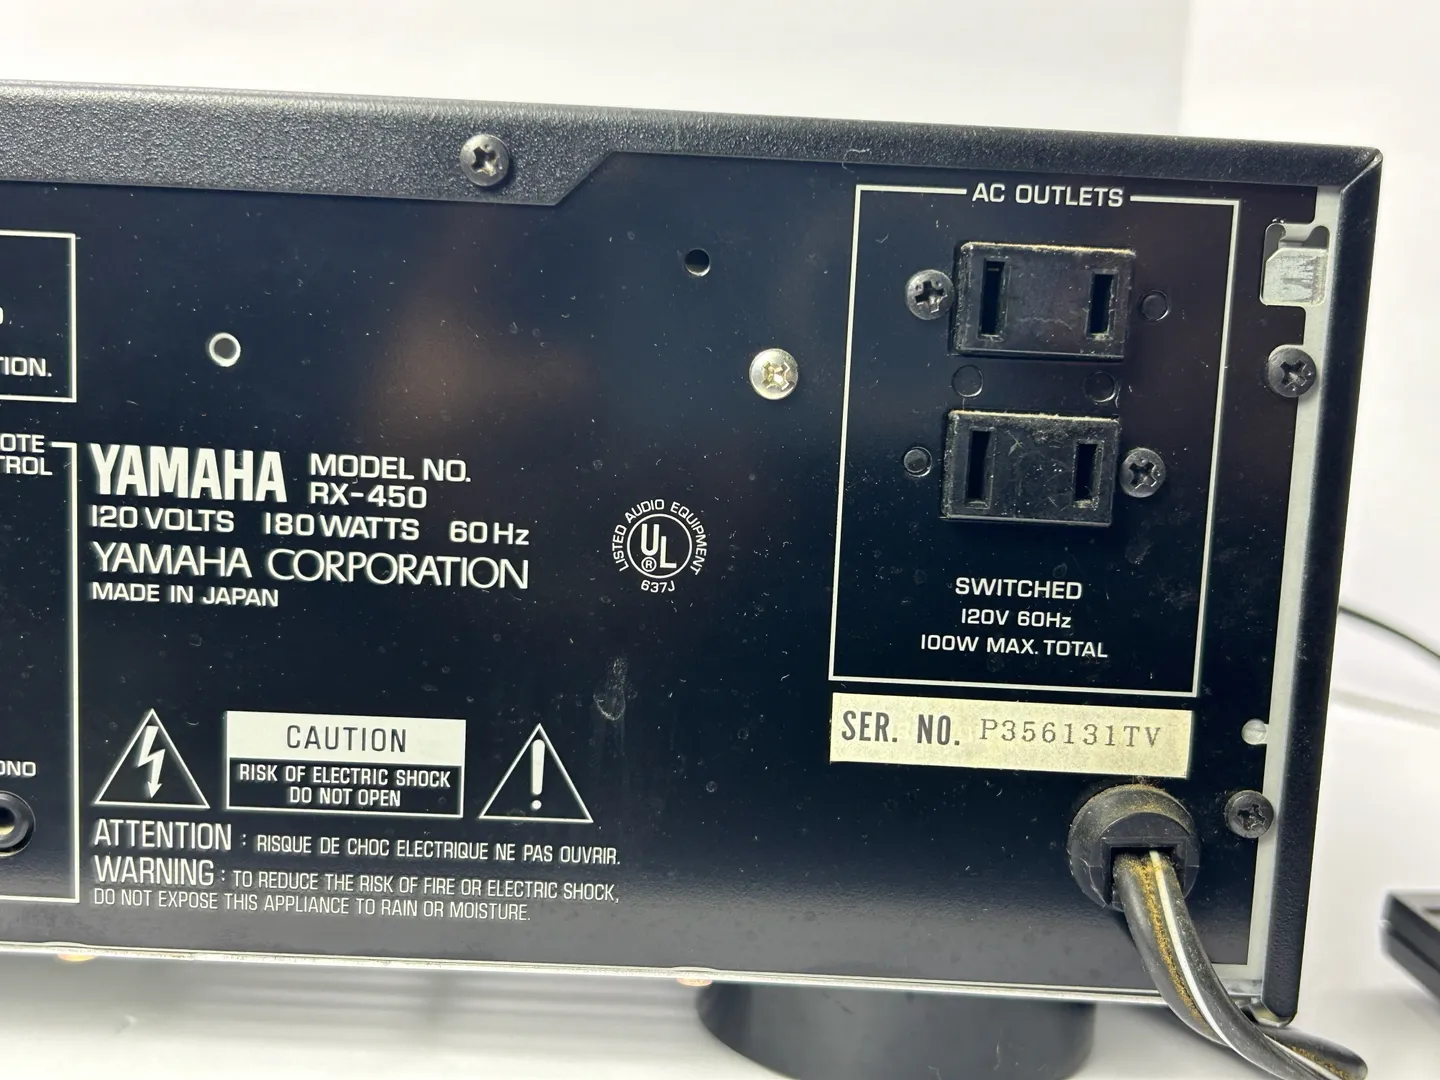 TION.
OTE
TROL
ONO
YAMAHA MODEL NO.
RX-450
120 VOLTS 180 WATTS 60 Hz
YAMAHA CORPORATION
MADE IN JAPAN
LISTED AUDIO EQUIPMENT
UL
®
637J
AC OUTLETS
SWITCHED
120V 60Hz
100W MAX. TOTAL
SER. NO. P356131TV
CAUTION
RISK OF ELECTRIC SHOCK
DO NOT OPEN
ATTENTION : RISQUE DE CHOC ELECTRIQUE NE PAS OUVRIR.
WARNING : TO REDUCE THE RISK OF FIRE OR ELECTRIC SHOCK,
DO NOT EXPOSE THIS APPLIANCE TO RAIN OR MOISTURE.